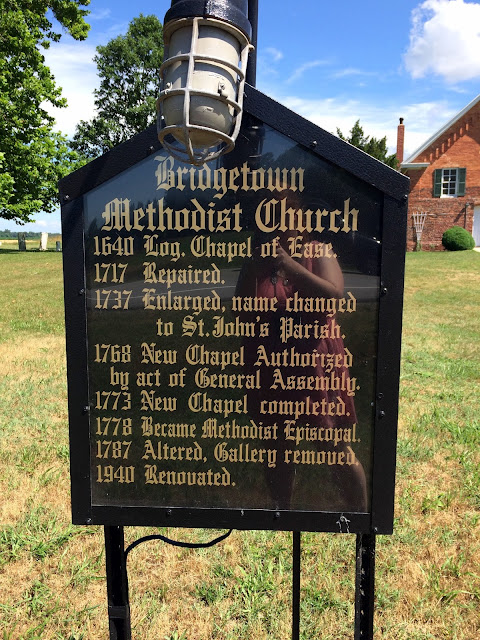 Bridgetown
Methodist Church
1640 Log, Chapel of Ease.
1717 Repaired.
1737 Enlarged, name changed
to St. John's Parish.
1768 New Chapel Authorized
by act of General Assembly.
1773 New Chapel completed.
1778 Became Methodist Episcopal.
1787 Altered, Gallery removed
1940 Renovated.